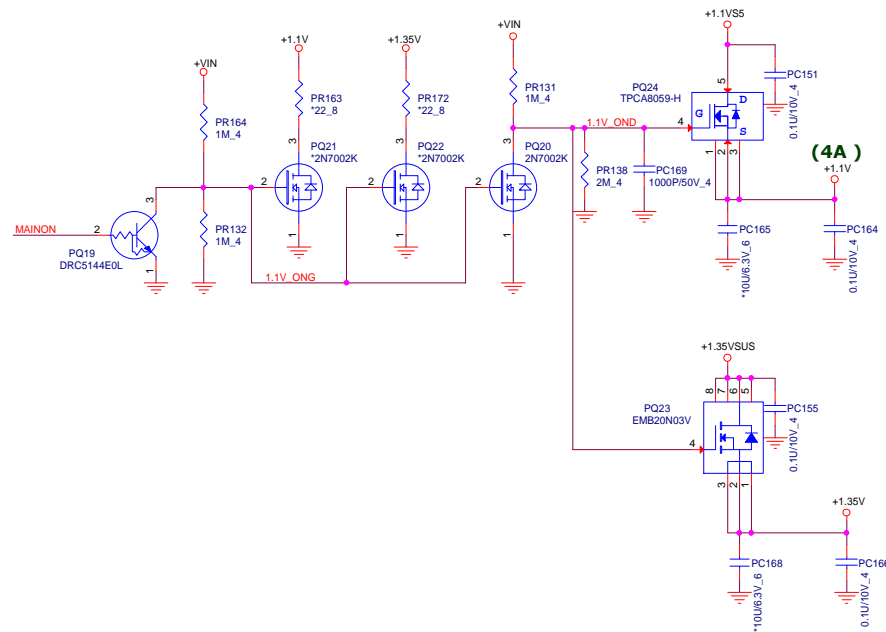 +1.1VS5
+VIN
+1.1V
+1.35V
+VIN
5
PC151
0.1U/10V_4
PR164
1M_4
PR163
*22_8
PR172
*22_8
PR131
1M_4
PQ24
TPCA8059-H
D
G
S
4
1
2
3
1.1V_OND
3
PQ21
*2N7002K
2
1
3
PQ22
*2N7002K
2
1
3
PQ20
2N7002K
2
1
PR138
2M_4
PC169
1000P/50V_4
(4A )
+1.1V
MAINON
2
3
1
PQ19
DRC5144E0L
PR132
1M_4
1.1V_ONG
PC165
*10U/6.3V_6
PC164
0.1U/10V_4
+1.35VSUS
8
7
6
5
PC155
0.1U/10V_4
PQ23
EMB20N03V
4
3
2
1
+1.35V
PC168
*10U/6.3V_6
0.1U/10V_4